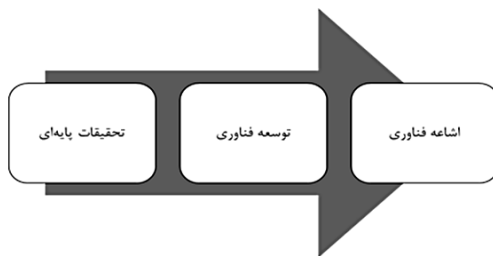 تحقیقات پایه‌ای
توسعه فناوری
اشاعه فناوری